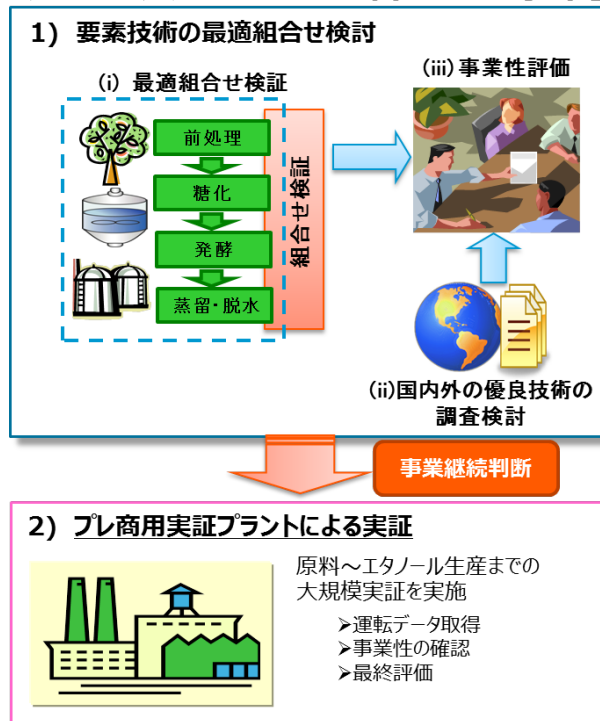 1) 要素技術の最適組合せ検討
(i) 最適組合せ検証
前処理
糖化
発酵
蒸留・脱水
組合せ検証
(iii) 事業性評価
(ii)国内外の優良技術の
調査検討
事業継続判断
2) プレ商用実証プラントによる実証
原料～エタノール生産までの
大規模実証を実施
➢運転データ取得
➢事業性の確認
➢最終評価